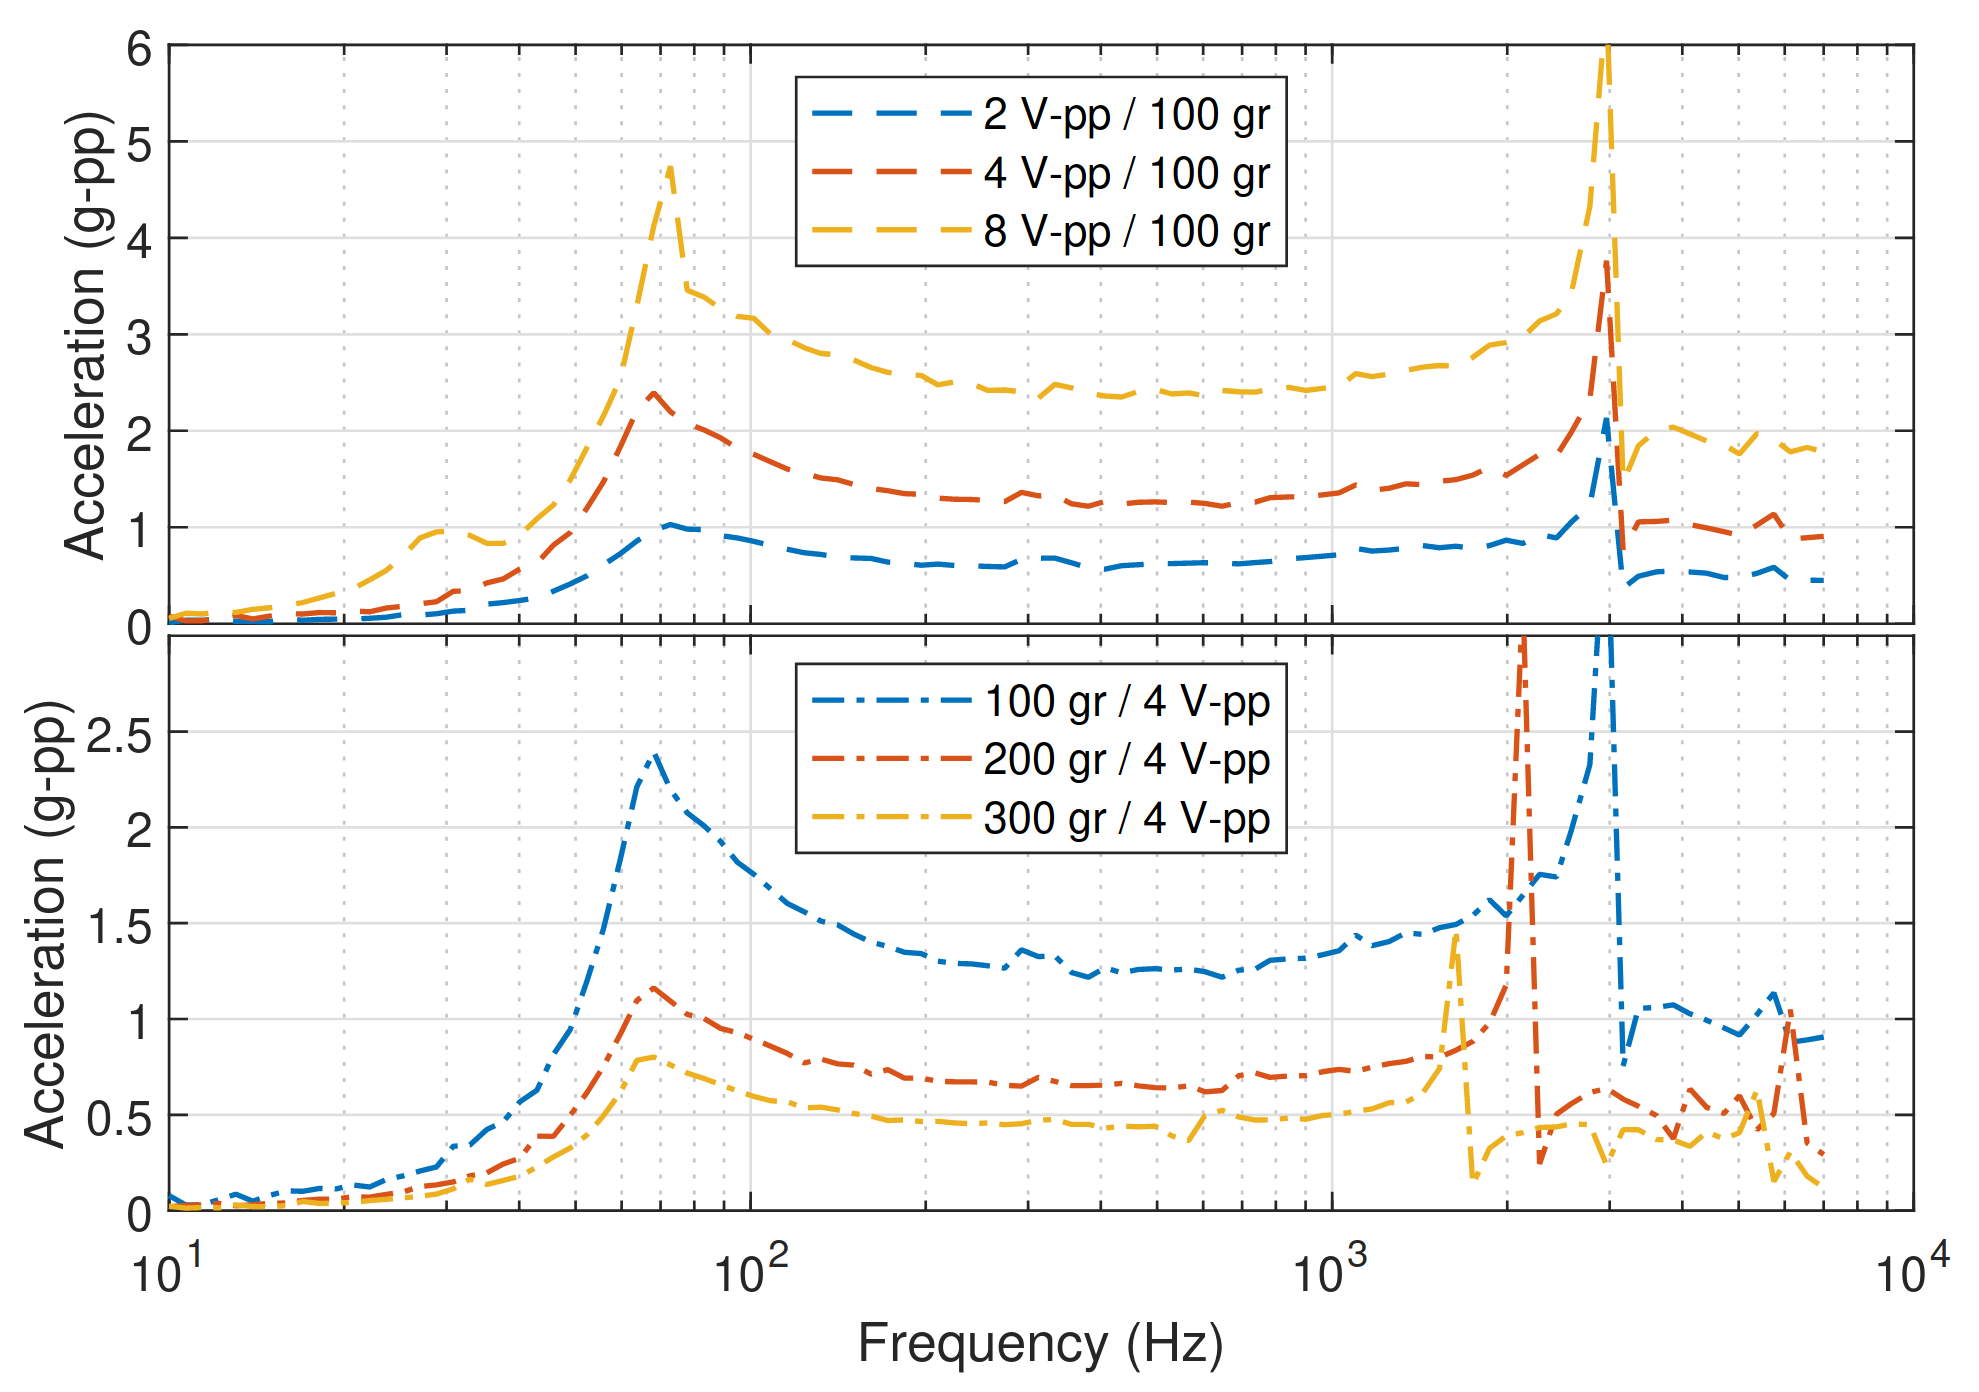 6
5
4
3
2
1
0
Acceleration (g-pp)
2 V-pp / 100 gr
4 V-pp / 100 gr
8 V-pp / 100 gr
2.5
2
1.5
1
0.5
0
Acceleration (g-pp)
100 gr / 4 V-pp
200 gr / 4 V-pp
300 gr / 4 V-pp
10^1 10^2 10^3 10^4
Frequency (Hz)